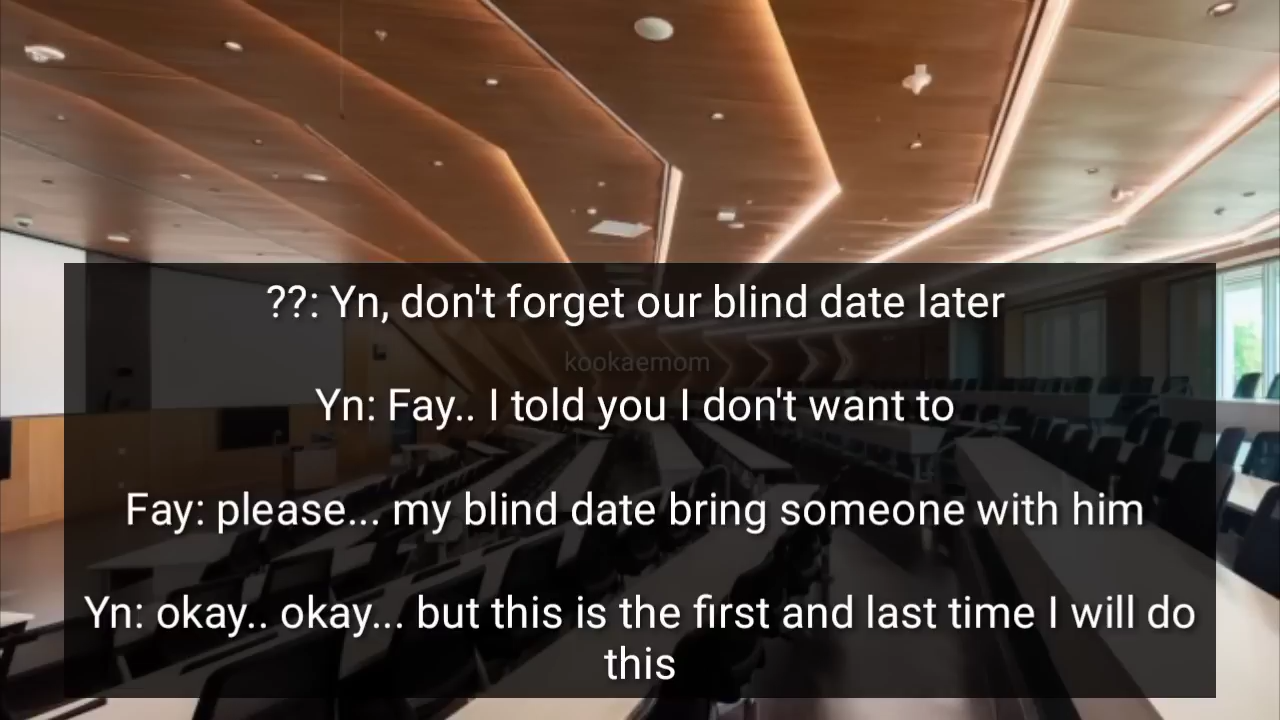 ??: Yn, don't forget our blind date later
kookaemom
Yn: Fay.. I told you I don't want to
Fay: please... my blind date bring someone with him
Yn: okay.. okay... but this is the first and last time I will do
this